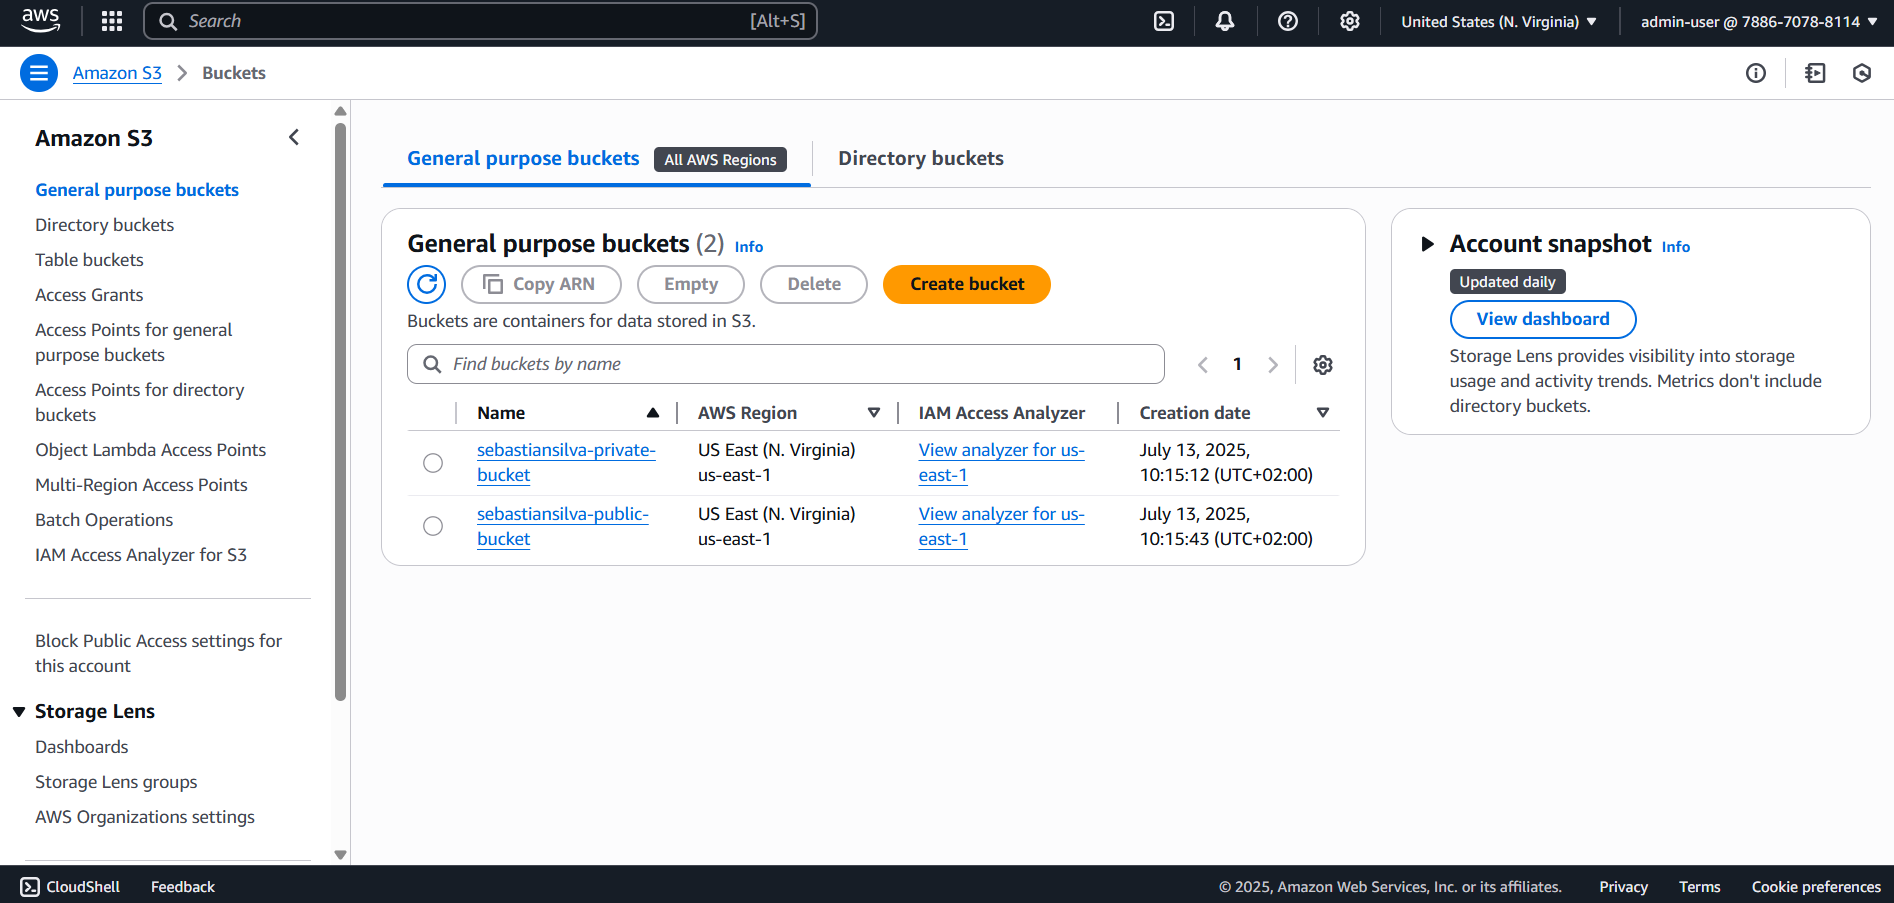 aws
Search
[Alt+S]
United States (N. Virginia)
admin-user @ 7886-7078-8114
Amazon S3
Buckets
Amazon S3
General purpose buckets
Directory buckets
Table buckets
Access Grants
Access Points for general
purpose buckets
Access Points for directory
buckets
Object Lambda Access Points
Multi-Region Access Points
Batch Operations
IAM Access Analyzer for S3
Block Public Access settings for
this account
Storage Lens
Dashboards
Storage Lens groups
AWS Organizations settings
General purpose buckets
All AWS Regions
Directory buckets
General purpose buckets (2) Info
Copy ARN
Empty
Delete
Create bucket
Buckets are containers for data stored in S3.
Find buckets by name
1
Name
AWS Region
IAM Access Analyzer
Creation date
sebastiansilva-private-
bucket
US East (N. Virginia)
us-east-1
View analyzer for us-
east-1
July 13, 2025,
10:15:12 (UTC+02:00)
sebastiansilva-public-
bucket
US East (N. Virginia)
us-east-1
View analyzer for us-
east-1
July 13, 2025,
10:15:43 (UTC+02:00)
Account snapshot Info
Updated daily
View dashboard
Storage Lens provides visibility into storage
usage and activity trends. Metrics don't include
directory buckets.
CloudShell
Feedback
© 2025, Amazon Web Services, Inc. or its affiliates.
Privacy
Terms
Cookie preferences